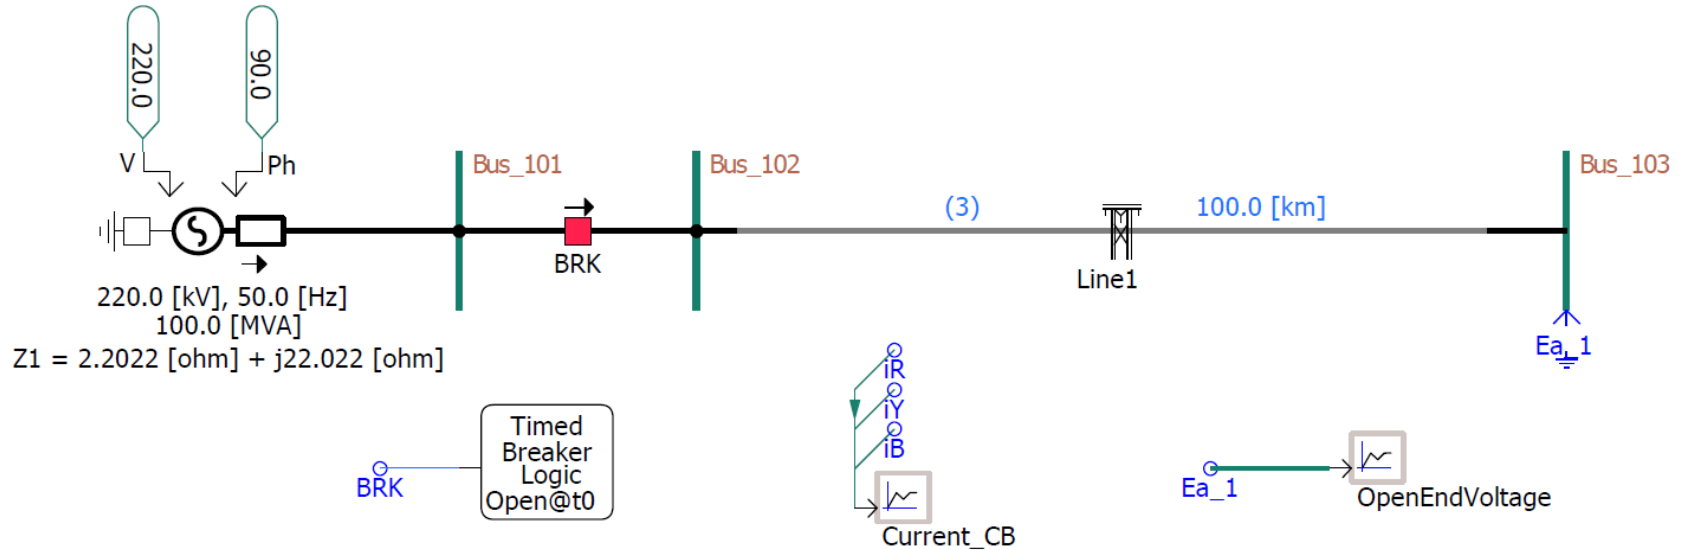 220.0
90.0
V
Ph
Bus_101
Bus_102
Bus_103
(3)
100.0 [km]
BRK
Line1
220.0 [kV], 50.0 [Hz]
100.0 [MVA]
Z1 = 2.2022 [ohm] + j22.022 [ohm]
Ea_1
iR
iY
iB
Timed
Breaker
Logic
Open@t0
BRK
Ea_1
OpenEndVoltage
Current_CB